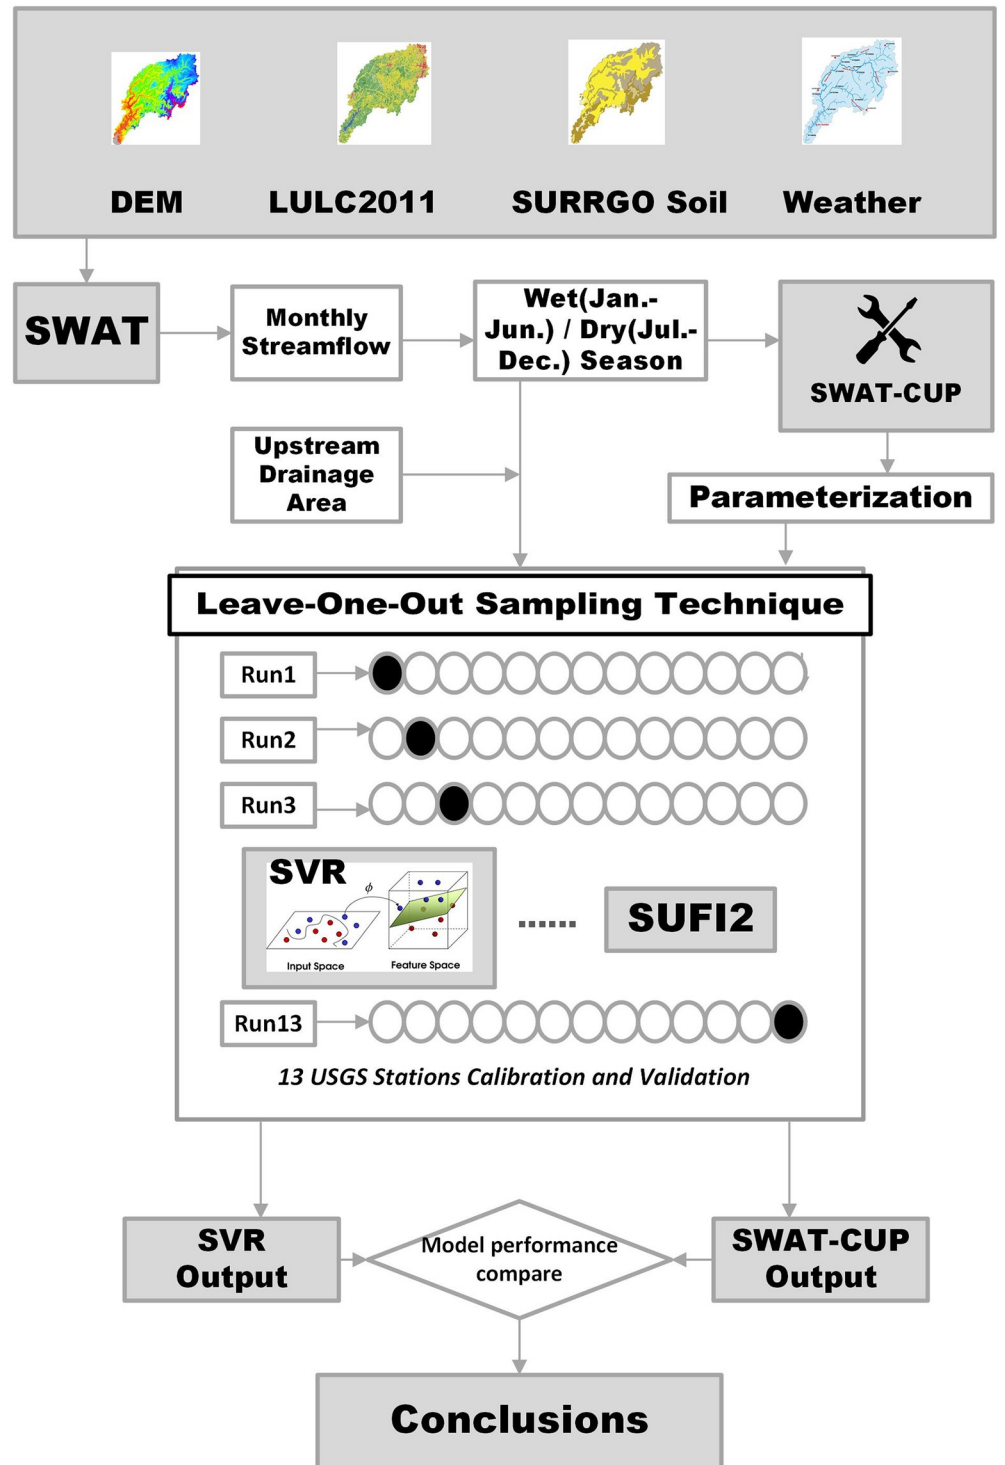 DEM
LULC2011
SURRGO Soil
Weather
SWAT
Monthly
Streamflow
Wet(Jan.-
Jun.) / Dry(Jul.-
Dec.) Season
SWAT-CUP
Upstream
Drainage
Area
Parameterization
Leave-One-Out Sampling Technique
Run1
Run2
Run3
SVR
ϕ
Input Space
Feature Space
......
SUFI2
Run13
13 USGS Stations Calibration and Validation
SVR
Output
Model performance
compare
SWAT-CUP
Output
Conclusions